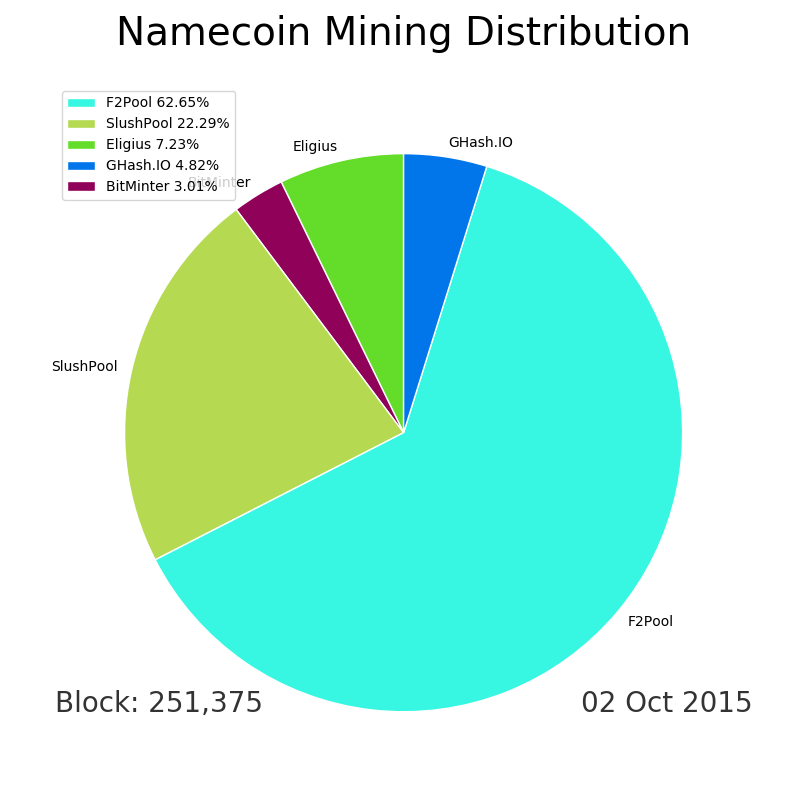 Namecoin Mining Distribution
F2Pool 62.65%
SlushPool 22.29%
Eligius 7.23%
GHash.IO 4.82%
BitMinter 3.01%
GHash.IO
Eligius
BitMinter
SlushPool
F2Pool
Block: 251,375
02 Oct 2015